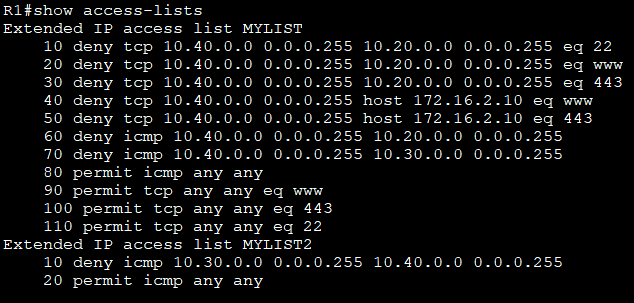 R1#show access-lists
Extended IP access list MYLIST
    10 deny tcp 10.40.0.0 0.0.0.255 10.20.0.0 0.0.0.255 eq 22
    20 deny tcp 10.40.0.0 0.0.0.255 10.20.0.0 0.0.0.255 eq www
    30 deny tcp 10.40.0.0 0.0.0.255 10.20.0.0 0.0.0.255 eq 443
    40 deny tcp 10.40.0.0 0.0.0.255 host 172.16.2.10 eq www
    50 deny tcp 10.40.0.0 0.0.0.255 host 172.16.2.10 eq 443
    60 deny icmp 10.40.0.0 0.0.0.255 10.20.0.0 0.0.0.255
    70 deny icmp 10.40.0.0 0.0.0.255 10.30.0.0 0.0.0.255
    80 permit icmp any any
    90 permit tcp any any eq www
    100 permit tcp any any eq 443
    110 permit tcp any any eq 22
Extended IP access list MYLIST2
    10 deny icmp 10.30.0.0 0.0.0.255 10.40.0.0 0.0.0.255
    20 permit icmp any any